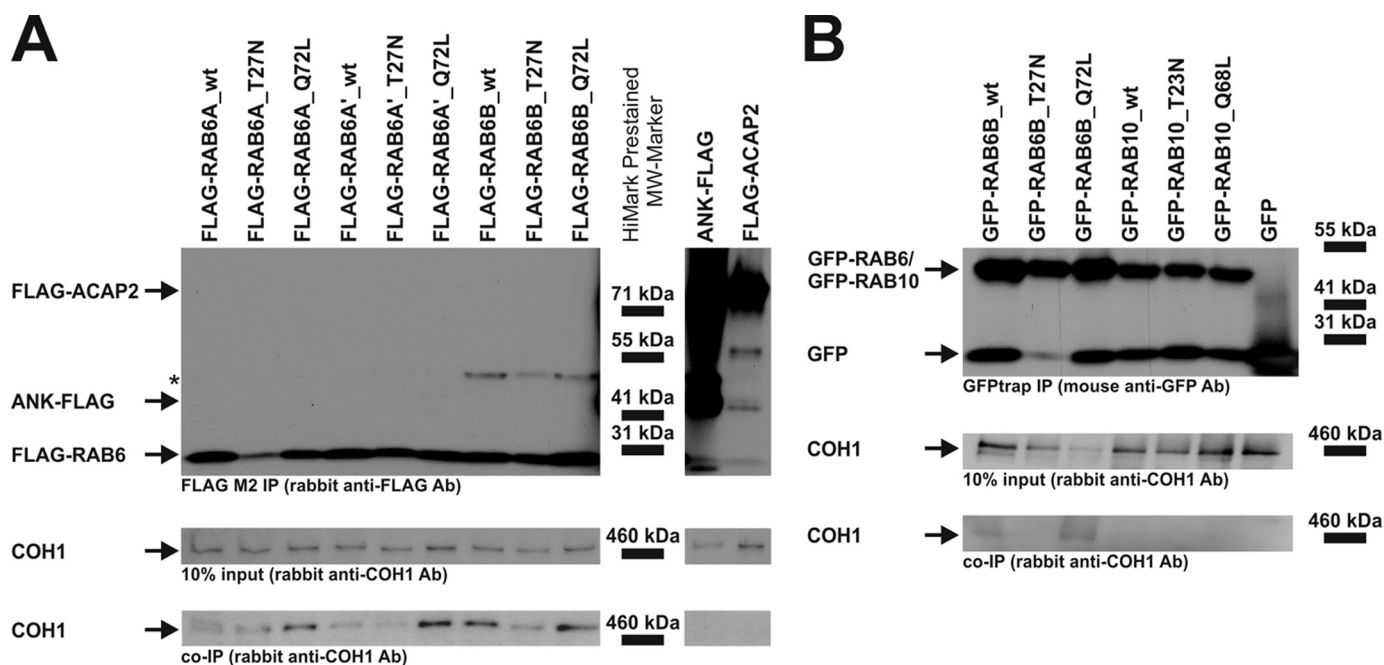 A
B
FLAG-RAB6A_wt
FLAG-RAB6A_T27N
FLAG-RAB6A_Q72L
FLAG-RAB6A'_wt
FLAG-RAB6A'_T27N
FLAG-RAB6A'_Q72L
FLAG-RAB6B_wt
FLAG-RAB6B_T27N
FLAG-RAB6B_Q72L
HiMark Prestained
MW-Marker
ANK-FLAG
FLAG-ACAP2
FLAG-ACAP2
*
ANK-FLAG
FLAG-RAB6
71 kDa
55 kDa
41 kDa
31 kDa
FLAG M2 IP (rabbit anti-FLAG Ab)
COH1
460 kDa
10% input (rabbit anti-COH1 Ab)
COH1
460 kDa
co-IP (rabbit anti-COH1 Ab)
GFP-RAB6B_wt
GFP-RAB6B_T27N
GFP-RAB6B_Q72L
GFP-RAB10_wt
GFP-RAB10_T23N
GFP-RAB10_Q68L
GFP
GFP-RAB6/
GFP-RAB10
GFP
55 kDa
41 kDa
31 kDa
GFPtrap IP (mouse anti-GFP Ab)
COH1
460 kDa
10% input (rabbit anti-COH1 Ab)
COH1
460 kDa
co-IP (rabbit anti-COH1 Ab)